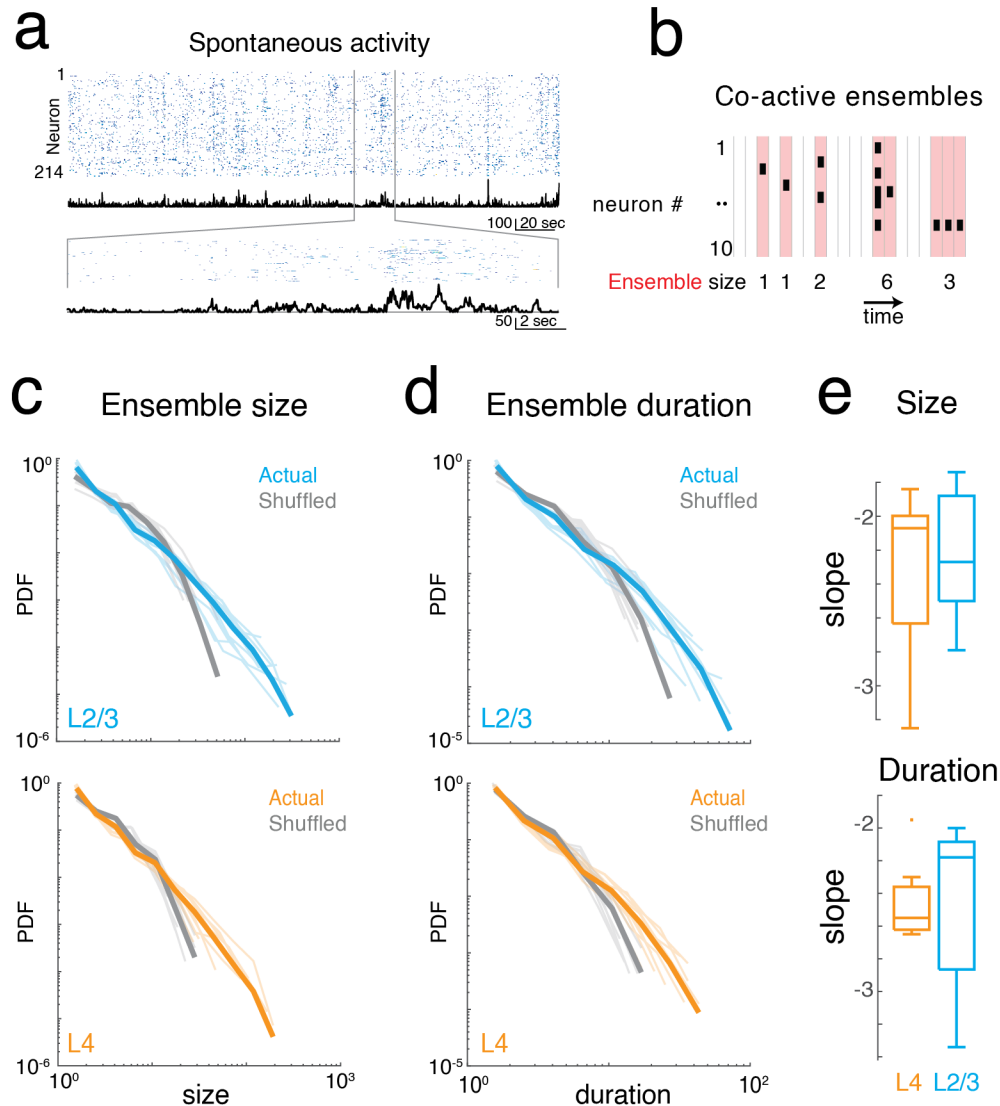 a
Spontaneous activity
1
Neuron
214
100 20 sec
50 2 sec
b
Co-active ensembles
1
neuron # ..
10
Ensemble size 1 1 2 6 3
time
c
Ensemble size
10^0
Actual
Shuffled
PDF
L2/3
10^-6
10^0
Actual
Shuffled
PDF
L4
10^-6
10^0 10^3
size
d
Ensemble duration
10^0
Actual
Shuffled
PDF
L2/3
10^-5
10^0
Actual
Shuffled
PDF
L4
10^-5
10^0 10^2
duration
e
Size
-2
slope
-3
Duration
-2
slope
-3
L4 L2/3